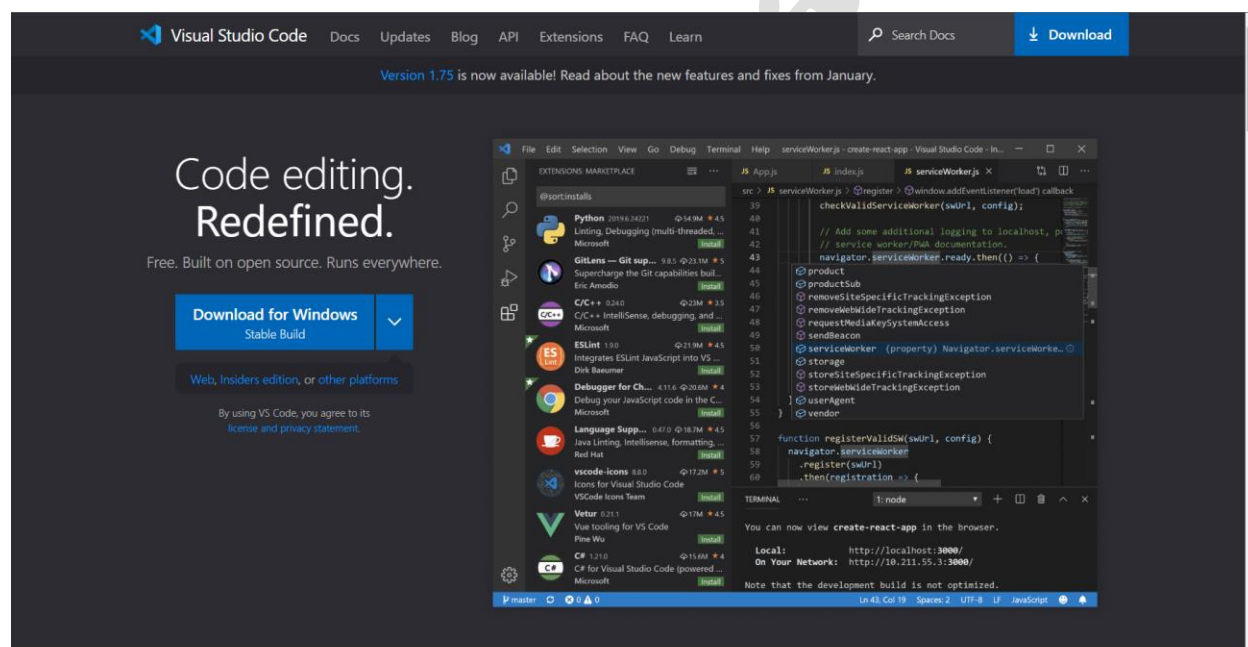 Visual Studio Code Docs Updates Blog API Extensions FAQ Learn Search Docs Download
Version 1.75 is now available! Read about the new features and fixes from January.
Code editing.
Redefined.
Free. Built on open source. Runs everywhere.
Download for Windows
Stable Build
Web, Insiders edition, or other platforms
By using VS Code, you agree to its
license and privacy statement.
File Edit Selection View Go Debug Terminal Help serviceWorker.js - create-react-app - Visual Studio Code - In...
EXTENSIONS: MARKETPLACE
@sort:installs
Python 2019.6.24221 54.9M 4.5
Linting, Debugging (multi-threaded, ...
Microsoft Install
GitLens — Git sup... 9.8.5 23.1M 5
Supercharge the Git capabilities buil...
Eric Amodio Install
C/C++ 0.24.0 23M 3.5
C/C++ IntelliSense, debugging, and ...
Microsoft Install
ESLint 1.9.0 21.9M 4.5
Integrates ESLint JavaScript into VS ...
Dirk Baeumer Install
Debugger for Ch... 4.11.6 20.6M 4
Debug your JavaScript code in the C...
Microsoft Install
Language Supp... 0.47.0 18.7M 4.5
Java Linting, Intellisense, formatting, ...
Red Hat Install
vscode-icons 8.8.0 17.2M 5
Icons for Visual Studio Code
VSCode Icons Team Install
Vetur 0.21.1 17M 4.5
Vue tooling for VS Code
Pine Wu Install
C# 1.21.0 15.6M 4
C# for Visual Studio Code (powered ...
Microsoft Install
JS App.js JS index.js JS serviceWorker.js
src > JS serviceWorker.js > register > window.addEventListener('load') callback
39 checkValidServiceWorker(swUrl, config);
40
41 // Add some additional logging to localhost, p
42 // service worker/PWA documentation.
43 navigator.serviceWorker.ready.then(() => {
44 product
45 productSub
46 removeSiteSpecificTrackingException
47 removeWebWideTrackingException
48 requestMediaKeySystemAccess
49 sendBeacon
50 serviceWorker (property) Navigator.serviceWorke...
51 storage
52 storeSiteSpecificTrackingException
53 storeWebWideTrackingException
54 } userAgent
55 } vendor
56
57 function registerValidSW(swUrl, config) {
58 navigator.serviceWorker
59 .register(swUrl)
60 .then(registration => {
TERMINAL ... 1: node
You can now view create-react-app in the browser.
Local: http://localhost:3000/
On Your Network: http://10.211.55.3:3000/
Note that the development build is not optimized.
master 0 0 Ln 43, Col 19 Spaces: 2 UTF-8 LF JavaScript